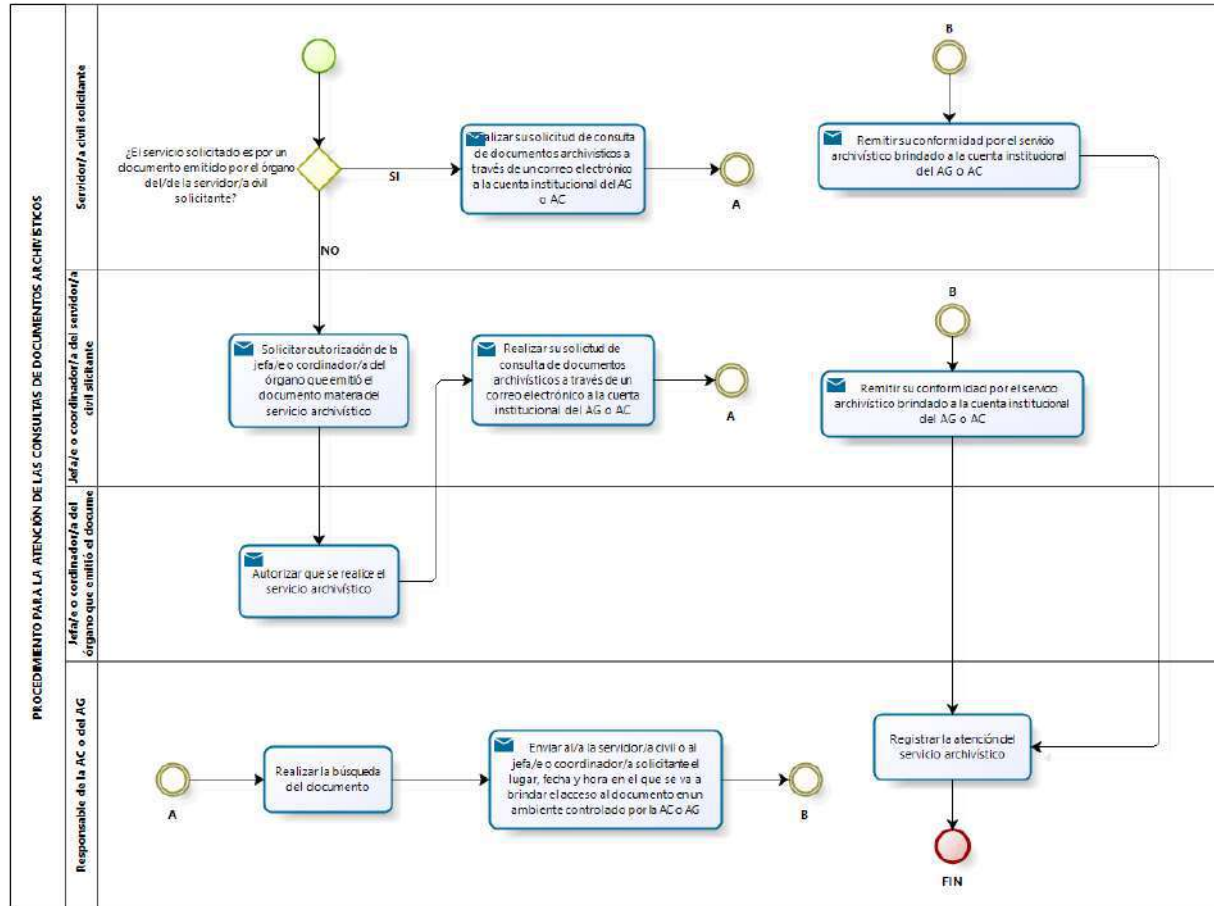 PROCEDIMIENTO PARA LA ATENCIÓN DE LAS CONSULTAS DE DOCUMENTOS ARCHIVÍSTICOS
Servidor/a civil solicitante
¿El servicio solicitado es por un
documento emitido por el órgano
del/de la servidor/a civil
solicitante?
SI
NO
Realizar su solicitud de consulta
de documentos archivísticos a
través de un correo electrónico
a la cuenta institucional del AG
o AC
A
B
Remitir su conformidad por el servicio
archivístico brindado a la cuenta institucional
del AG o AC
Jefa/e o coordinador/a del servidor/a
civil slicitante
Solicitar autorización de la
jefa/e o cordinador/a del
órgano que emitió el
documento matera del
servicio archivístico
Realizar su solicitud de
consulta de documentos
archivísticos a través de un
correo electrónico a la cuenta
institucional del AG o AC
A
B
Remitir su conformidad por el servicio
archivístico brindado a la cuenta institucional
del AG o AC
Jefa/e o cordinador/a del
órgano que emitió el docume
Autorizar que se realice el
servicio archivístico
Responsable de la AC o del AG
A
Realizar la búsqueda
del documento
Enviar al/a la servidor/a civil o al
jefe/e o coordinador/a solicitante el
lugar, fecha y hora en el que se va a
brindar el acceso al documento en un
ambiente controlado por la AC o AG
B
Registrar la atención del
servicio archivístico
FIN